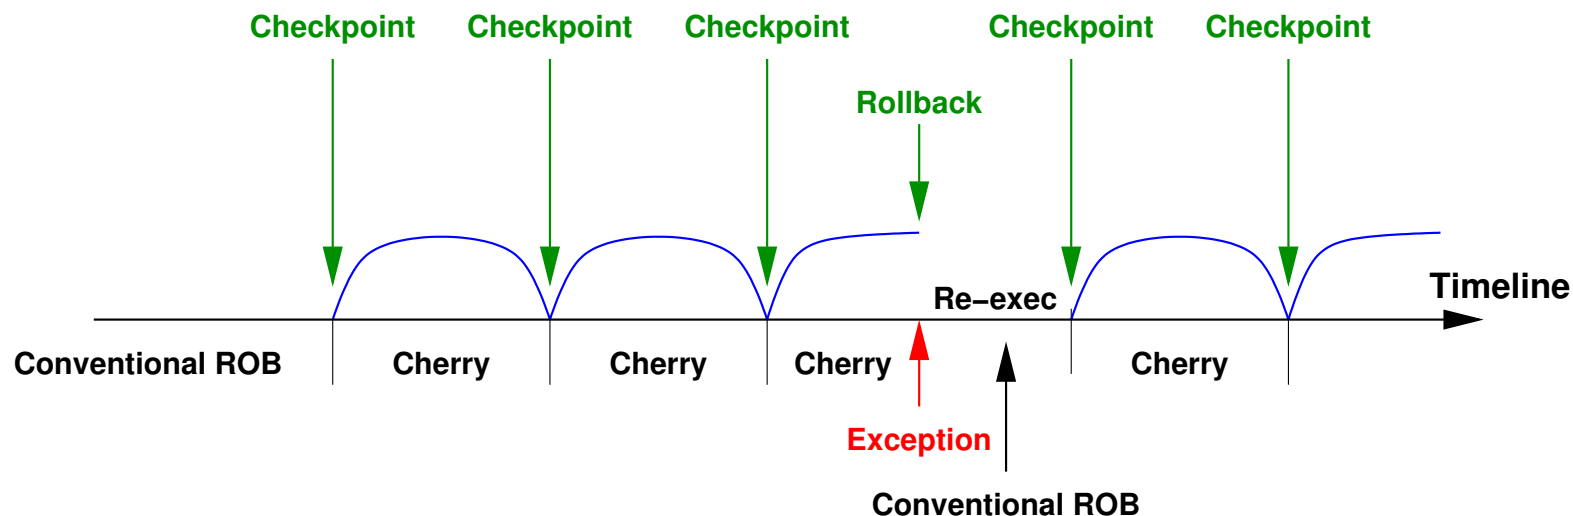 Checkpoint Checkpoint Checkpoint Checkpoint Checkpoint
Rollback
Timeline
Re−exec
Conventional ROB Cherry Cherry Cherry Cherry
Exception
Conventional ROB